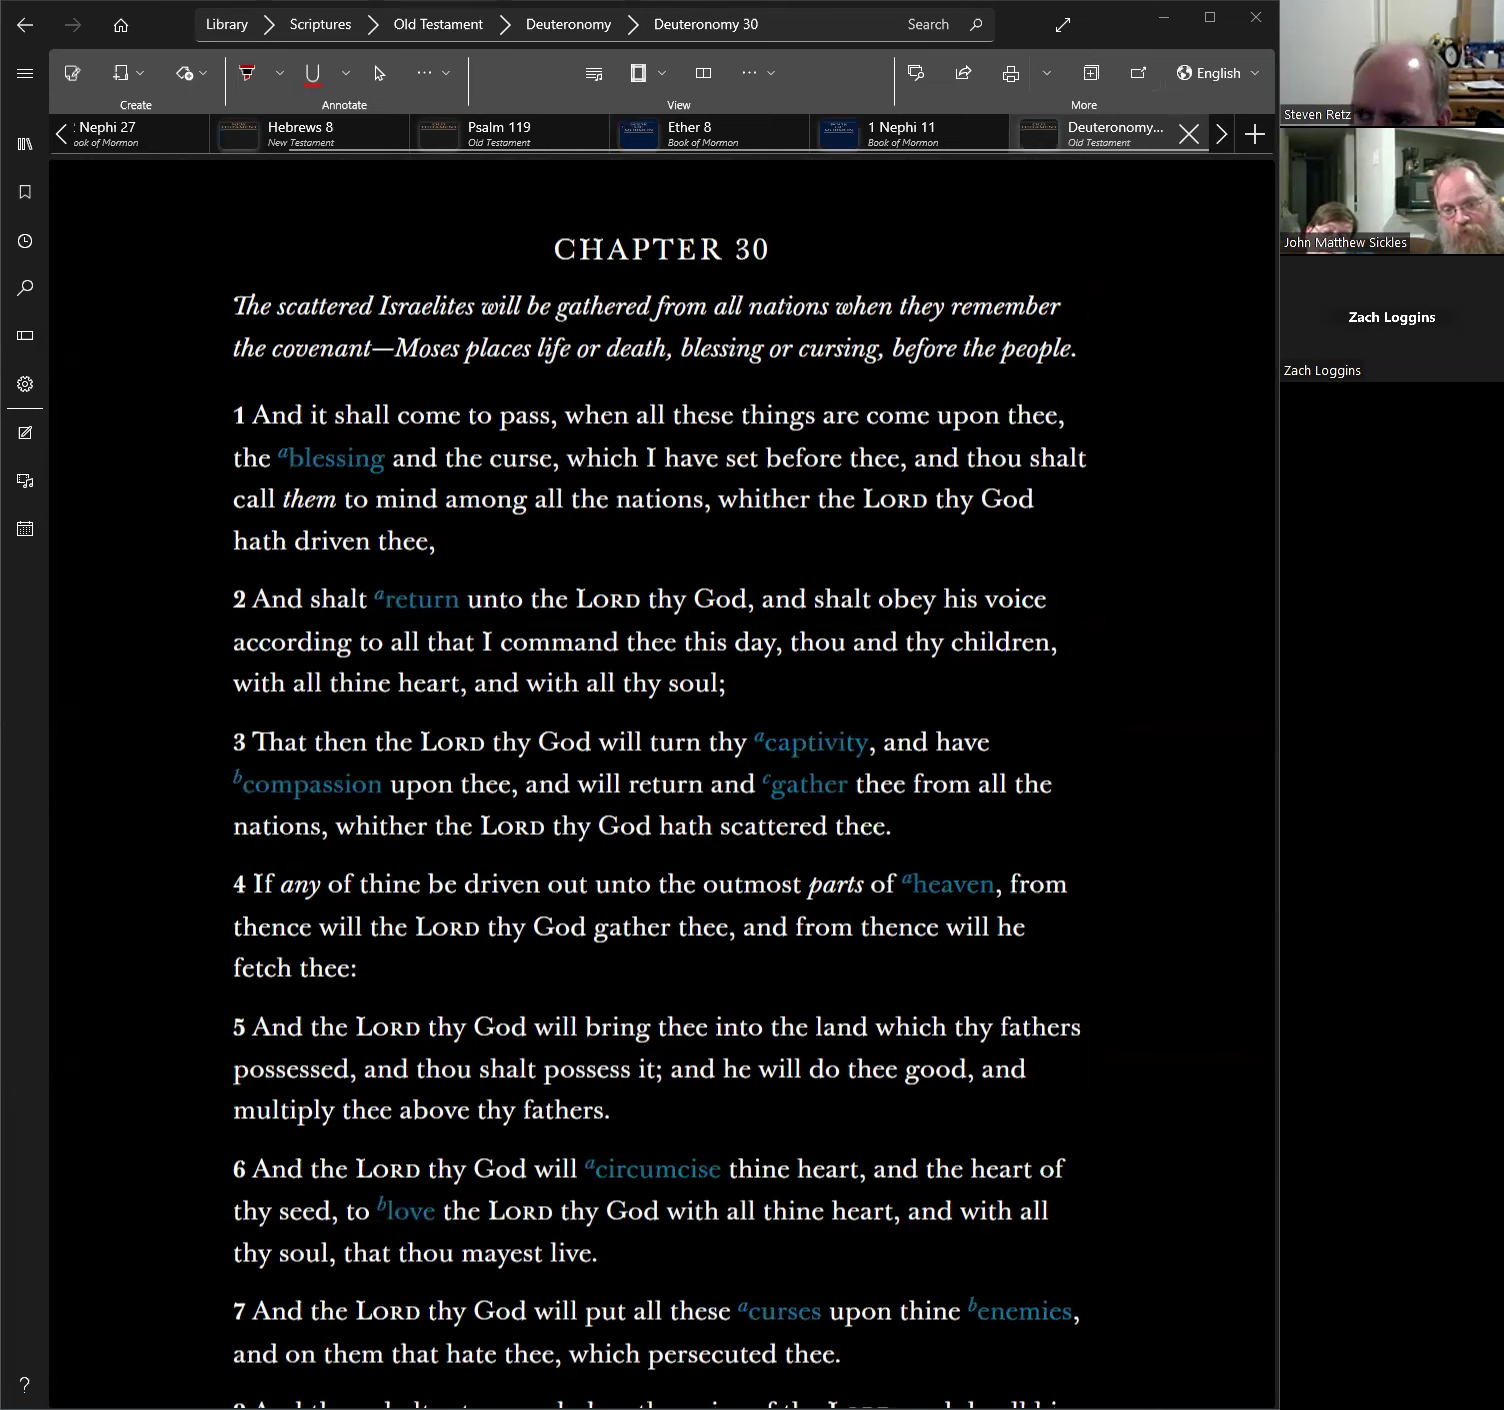 Library Scriptures Old Testament Deuteronomy Deuteronomy 30 Search
English
Create Annotate View More
Nephi 27 Hebrews 8 Psalm 119 Ether 8 1 Nephi 11 Deuteronomy...
ook of Mormon New Testament Old Testament Book of Mormon Book of Mormon Old Testament
CHAPTER 30
The scattered Israelites will be gathered from all nations when they remember
the covenant—Moses places life or death, blessing or cursing, before the people.
1 And it shall come to pass, when all these things are come upon thee,
the a blessing and the curse, which I have set before thee, and thou shalt
call them to mind among all the nations, whither the LORD thy God
hath driven thee,
2 And shalt a return unto the LORD thy God, and shalt obey his voice
according to all that I command thee this day, thou and thy children,
with all thine heart, and with all thy soul;
3 That then the LORD thy God will turn thy a captivity, and have
b compassion upon thee, and will return and c gather thee from all the
nations, whither the LORD thy God hath scattered thee.
4 If any of thine be driven out unto the outmost parts of a heaven, from
thence will the LORD thy God gather thee, and from thence will he
fetch thee:
5 And the LORD thy God will bring thee into the land which thy fathers
possessed, and thou shalt possess it; and he will do thee good, and
multiply thee above thy fathers.
6 And the LORD thy God will a circumcise thine heart, and the heart of
thy seed, to b love the LORD thy God with all thine heart, and with all
thy soul, that thou mayest live.
7 And the LORD thy God will put all these a curses upon thine b enemies,
and on them that hate thee, which persecuted thee.
Steven Retz
John Matthew Sickles
Zach Loggins
Zach Loggins